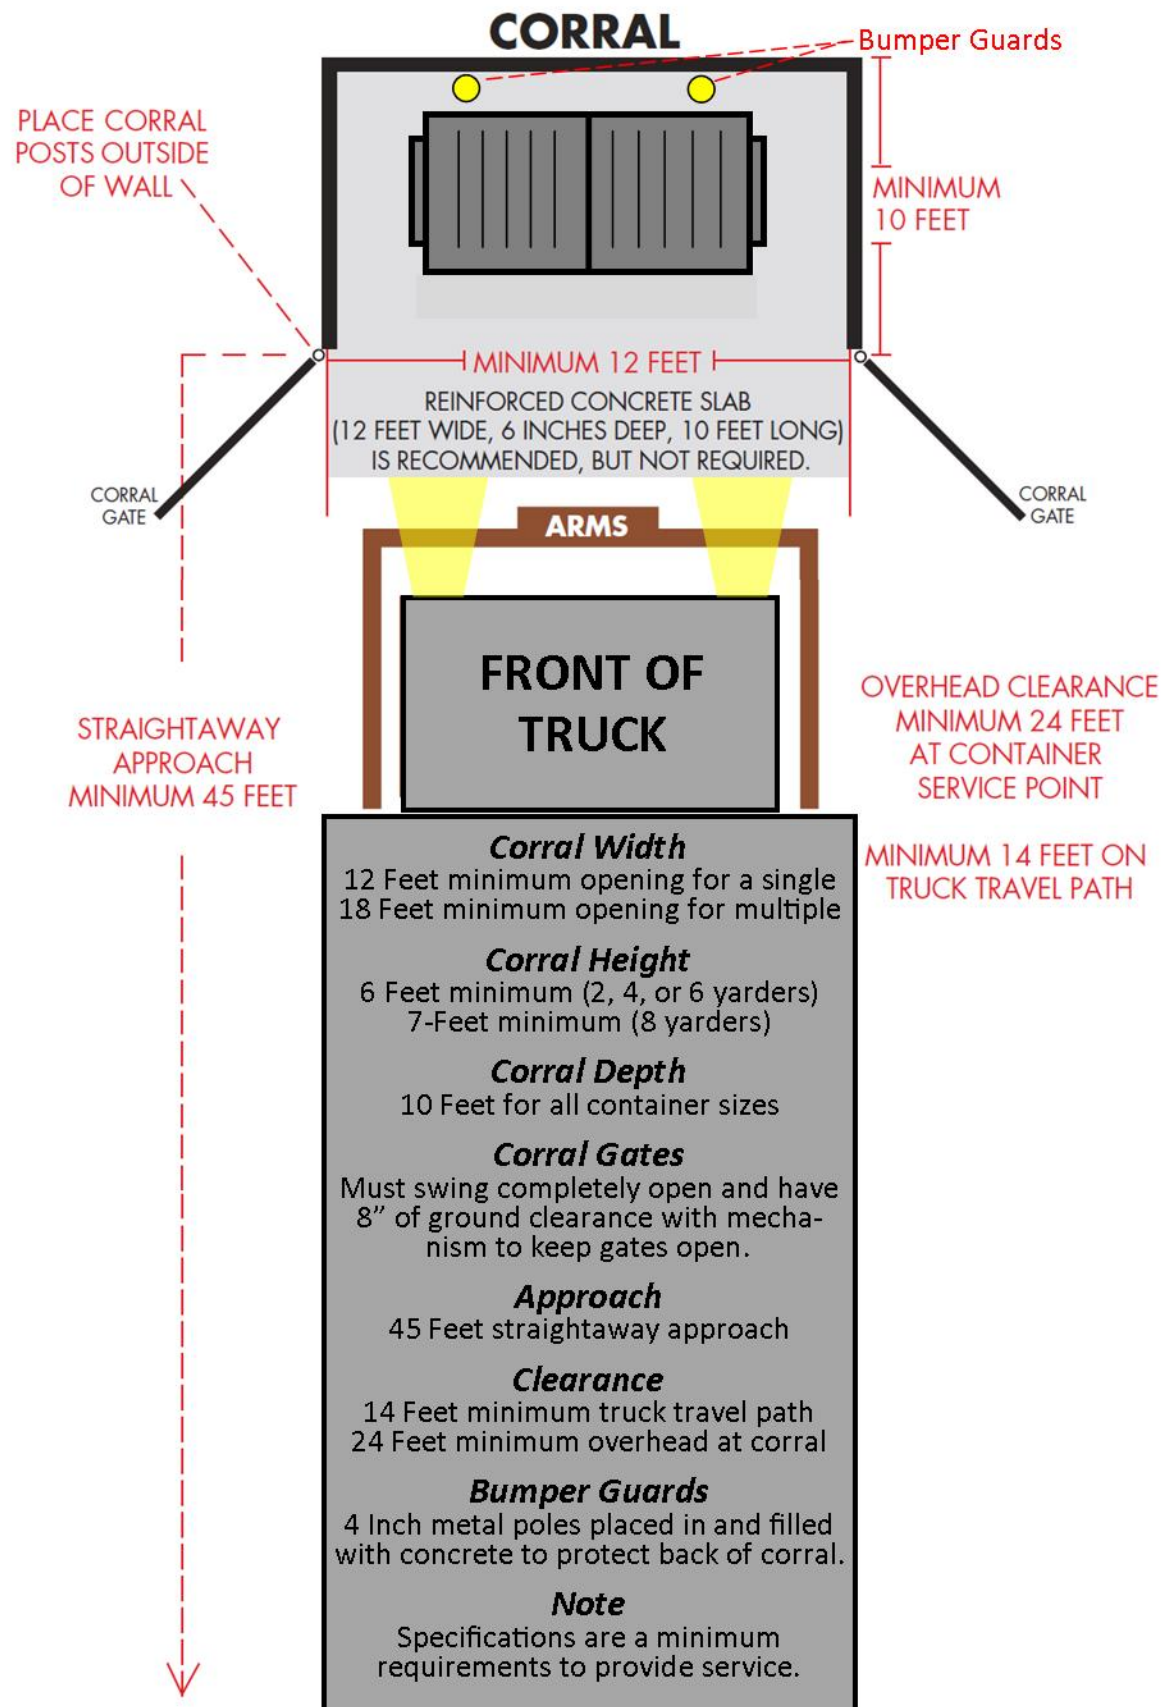 CORRAL
Bumper Guards
PLACE CORRAL
POSTS OUTSIDE
OF WALL
MINIMUM
10 FEET
MINIMUM 12 FEET
REINFORCED CONCRETE SLAB
(12 FEET WIDE, 6 INCHES DEEP, 10 FEET LONG)
IS RECOMMENDED, BUT NOT REQUIRED.
CORRAL
GATE
CORRAL
GATE
ARMS
FRONT OF
TRUCK
STRAIGHTAWAY
APPROACH
MINIMUM 45 FEET
OVERHEAD CLEARANCE
MINIMUM 24 FEET
AT CONTAINER
SERVICE POINT
MINIMUM 14 FEET ON
TRUCK TRAVEL PATH
Corral Width
12 Feet minimum opening for a single
18 Feet minimum opening for multiple
Corral Height
6 Feet minimum (2, 4, or 6 yarders)
7-Feet minimum (8 yarders)
Corral Depth
10 Feet for all container sizes
Corral Gates
Must swing completely open and have
8” of ground clearance with mecha-
nism to keep gates open.
Approach
45 Feet straightaway approach
Clearance
14 Feet minimum truck travel path
24 Feet minimum overhead at corral
Bumper Guards
4 Inch metal poles placed in and filled
with concrete to protect back of corral.
Note
Specifications are a minimum
requirements to provide service.